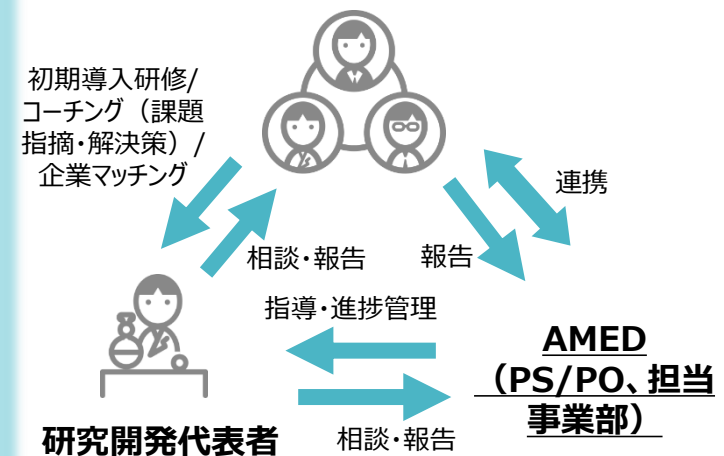 初期導入研修/
コーチング（課題
指摘・解決策）/
企業マッチング
連携
相談・報告
報告
指導・進捗管理
AMED
（PS/PO、担当
事業部）
研究開発代表者
相談・報告